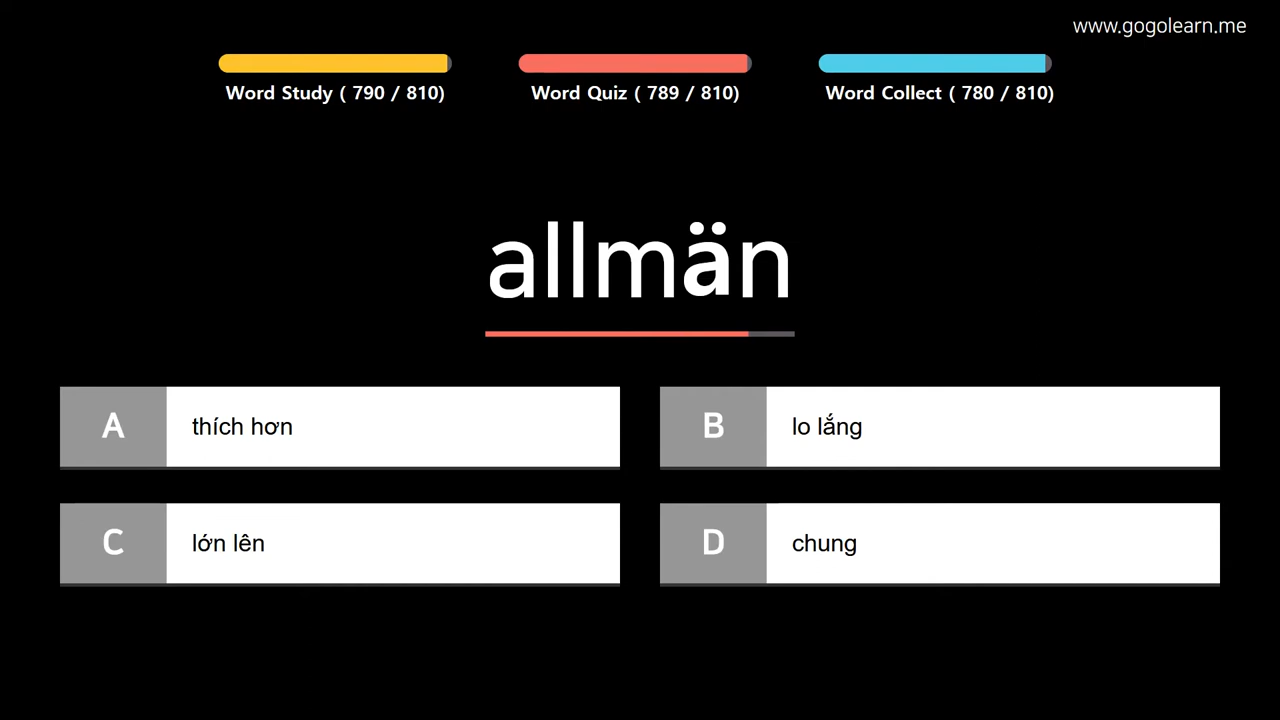 www.gogolearn.me
Word Study ( 790 / 810)
Word Quiz ( 789 / 810)
Word Collect ( 780 / 810)
allmän
A
thích hơn
B
lo lắng
C
lớn lên
D
chung